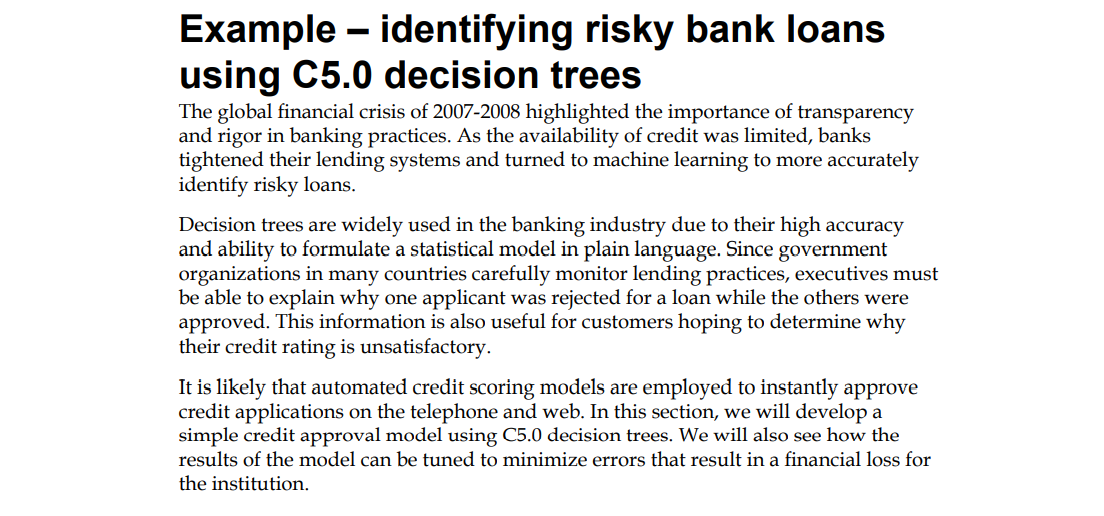 Example – identifying risky bank loans
using C5.0 decision trees
The global financial crisis of 2007-2008 highlighted the importance of transparency
and rigor in banking practices. As the availability of credit was limited, banks
tightened their lending systems and turned to machine learning to more accurately
identify risky loans.
Decision trees are widely used in the banking industry due to their high accuracy
and ability to formulate a statistical model in plain language. Since government
organizations in many countries carefully monitor lending practices, executives must
be able to explain why one applicant was rejected for a loan while the others were
approved. This information is also useful for customers hoping to determine why
their credit rating is unsatisfactory.
It is likely that automated credit scoring models are employed to instantly approve
credit applications on the telephone and web. In this section, we will develop a
simple credit approval model using C5.0 decision trees. We will also see how the
results of the model can be tuned to minimize errors that result in a financial loss for
the institution.